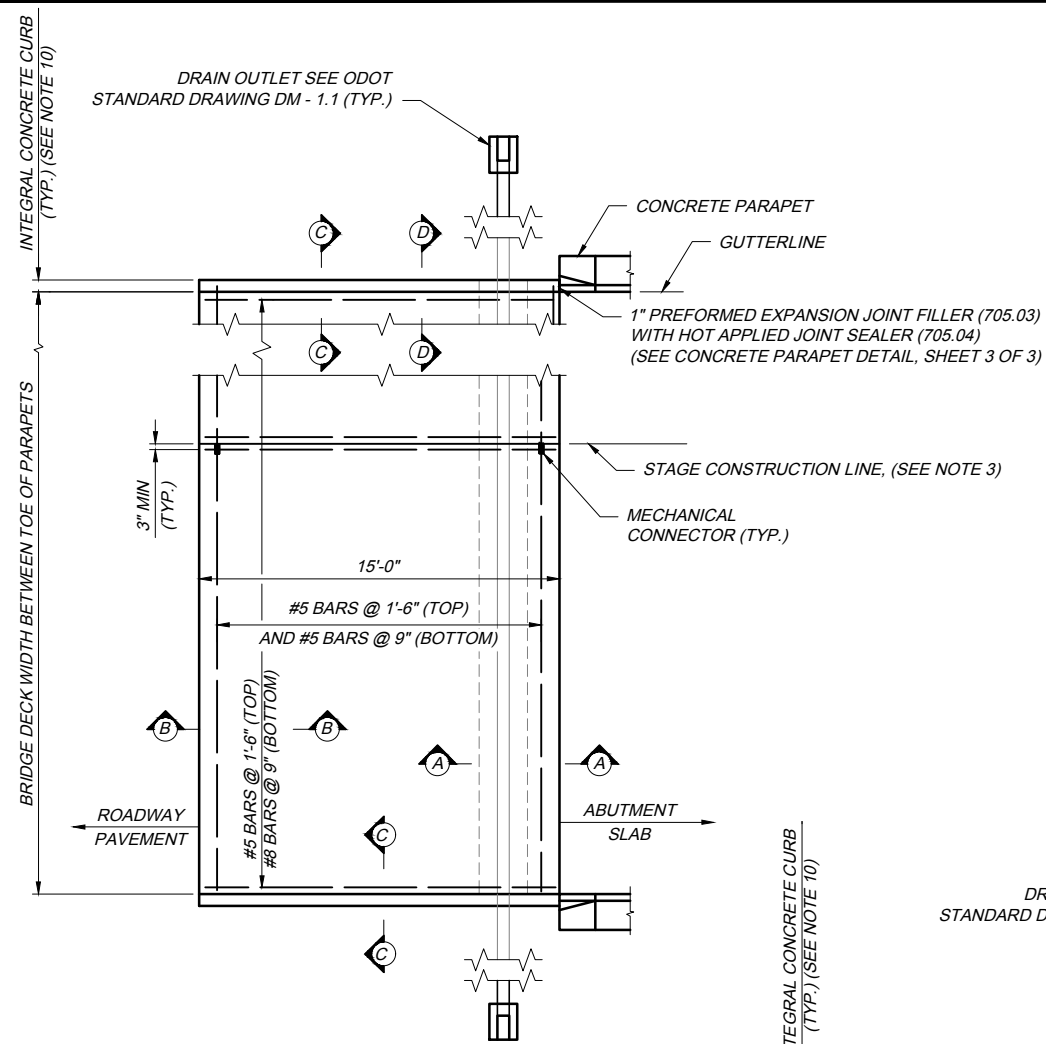 INTEGRAL CONCRETE CURB
(TYP.) (SEE NOTE 10)
DRAIN OUTLET SEE ODOT
STANDARD DRAWING DM - 1.1 (TYP.)
CONCRETE PARAPET
GUTTERLINE
C
D
1" PREFORMED EXPANSION JOINT FILLER (705.03)
WITH HOT APPLIED JOINT SEALER (705.04)
(SEE CONCRETE PARAPET DETAIL, SHEET 3 OF 3)
C
D
BRIDGE DECK WIDTH BETWEEN TOE OF PARAPETS
3" MIN
(TYP.)
STAGE CONSTRUCTION LINE, (SEE NOTE 3)
MECHANICAL
CONNECTOR (TYP.)
15'-0"
#5 BARS @ 1'-6" (TOP)
AND #5 BARS @ 9" (BOTTOM)
#5 BARS @ 1'-6" (TOP)
#8 BARS @ 9" (BOTTOM)
B
B
A
A
ROADWAY
PAVEMENT
C
ABUTMENT
SLAB
C
TEGRAL CONCRETE CURB
(TYP.) (SEE NOTE 10)
DR
STANDARD D